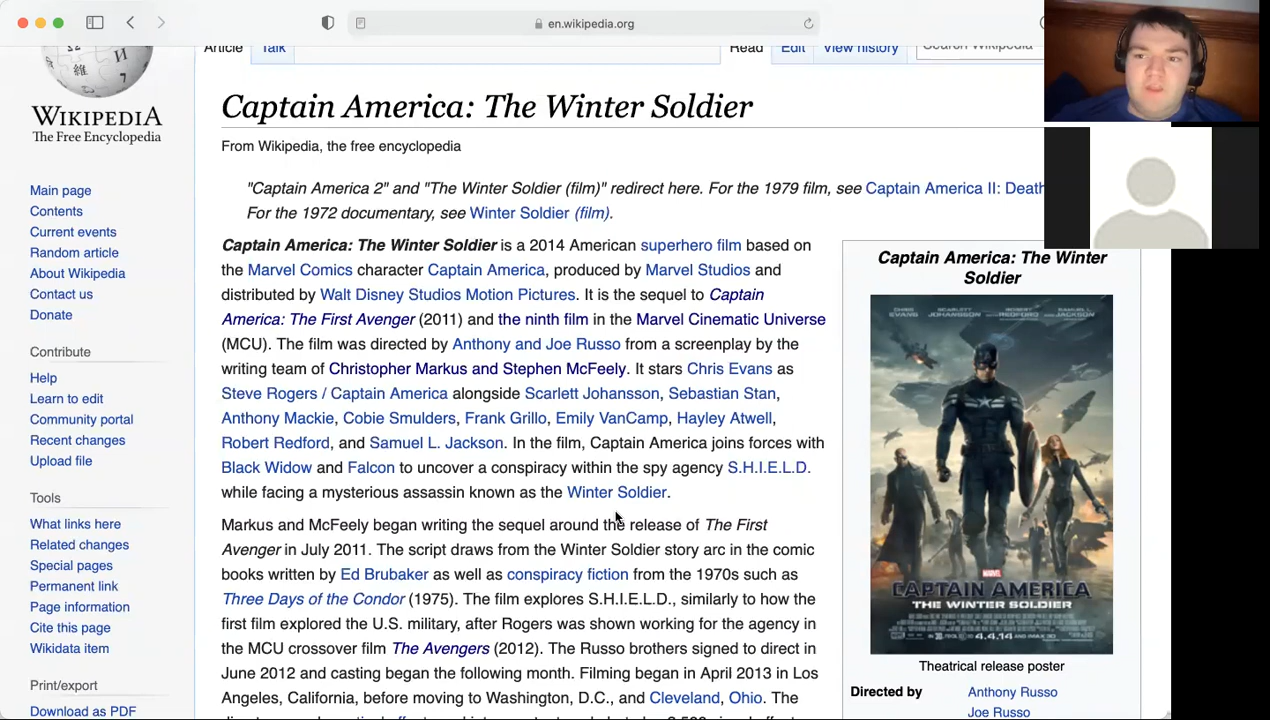 en.wikipedia.org
Article Talk Read Edit View history Search Wikipedia
WIKIPEDIA
The Free Encyclopedia
Main page
Contents
Current events
Random article
About Wikipedia
Contact us
Donate
Contribute
Help
Learn to edit
Community portal
Recent changes
Upload file
Tools
What links here
Related changes
Special pages
Permanent link
Page information
Cite this page
Wikidata item
Print/export
Download as PDF
Captain America: The Winter Soldier
From Wikipedia, the free encyclopedia
"Captain America 2" and "The Winter Soldier (film)" redirect here. For the 1979 film, see Captain America II: Death
For the 1972 documentary, see Winter Soldier (film).
Captain America: The Winter Soldier is a 2014 American superhero film based on
the Marvel Comics character Captain America, produced by Marvel Studios and
distributed by Walt Disney Studios Motion Pictures. It is the sequel to Captain
America: The First Avenger (2011) and the ninth film in the Marvel Cinematic Universe
(MCU). The film was directed by Anthony and Joe Russo from a screenplay by the
writing team of Christopher Markus and Stephen McFeely. It stars Chris Evans as
Steve Rogers / Captain America alongside Scarlett Johansson, Sebastian Stan,
Anthony Mackie, Cobie Smulders, Frank Grillo, Emily VanCamp, Hayley Atwell,
Robert Redford, and Samuel L. Jackson. In the film, Captain America joins forces with
Black Widow and Falcon to uncover a conspiracy within the spy agency S.H.I.E.L.D.
while facing a mysterious assassin known as the Winter Soldier.
Markus and McFeely began writing the sequel around the release of The First
Avenger in July 2011. The script draws from the Winter Soldier story arc in the comic
books written by Ed Brubaker as well as conspiracy fiction from the 1970s such as
Three Days of the Condor (1975). The film explores S.H.I.E.L.D., similarly to how the
first film explored the U.S. military, after Rogers was shown working for the agency in
the MCU crossover film The Avengers (2012). The Russo brothers signed to direct in
June 2012 and casting began the following month. Filming began in April 2013 in Los
Angeles, California, before moving to Washington, D.C., and Cleveland, Ohio. The
Captain America: The Winter
Soldier
CHRIS EVANS SCARLETT JOHANSSON ROBERT REDFORD SAMUEL L. JACKSON
MARVEL
CAPTAIN AMERICA
THE WINTER SOLDIER
4.4.14
Theatrical release poster
Directed by Anthony Russo
Joe Russo